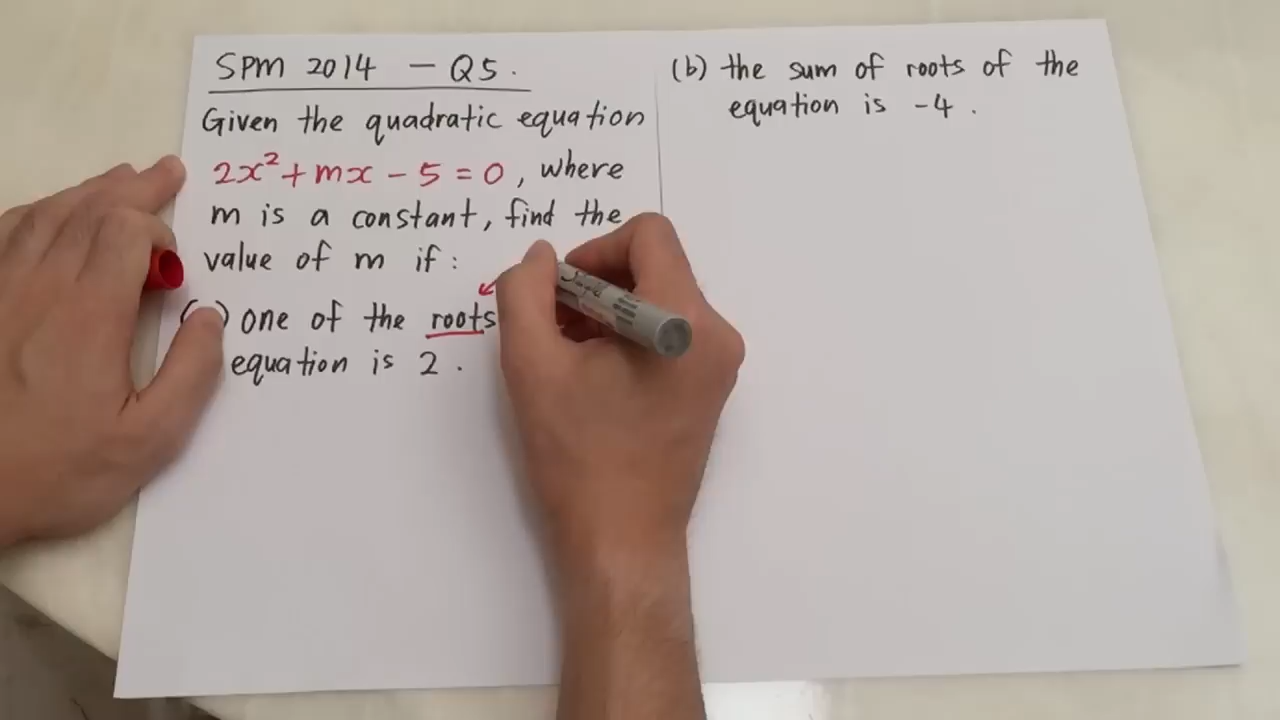 SPM 2014 - Q5.
Given the quadratic equation
2x² + mx - 5 = 0, where
m is a constant, find the
value of m if:
( ) one of the roots
equation is 2.
(b) the sum of roots of the
equation is -4.